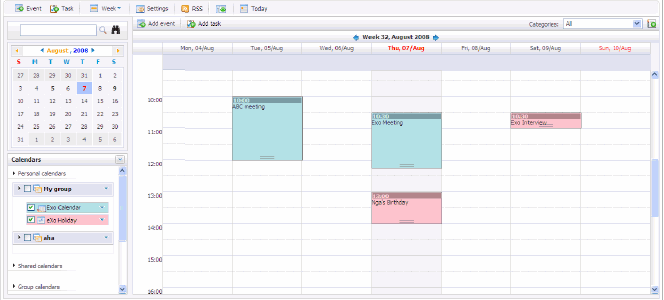 Event Task Week Settings RSS Today
Add event Add task Categories: All
Week 32, August 2008
August , 2008
S M T W T F S
27 28 29 30 31 1 2
3 4 5 6 7 8 9
10 11 12 13 14 15 16
17 18 19 20 21 22 23
24 25 26 27 28 29 30
31 1 2 3 4 5 6
Calendars
Personal calendars
My group
Exo Calendar
eXo Holiday
aha
Shared calendars
Group calendars
Mon, 04/Aug Tue, 05/Aug Wed, 06/Aug Thu, 07/Aug Fri, 08/Aug Sat, 09/Aug Sun, 10/Aug
10:00
10:00
ABC meeting
10:30
Exo Meeting
10:30
Exo Interview...
11:00
12:00
13:00
13:00
Nga's Birthday
14:00
15:00
16:00